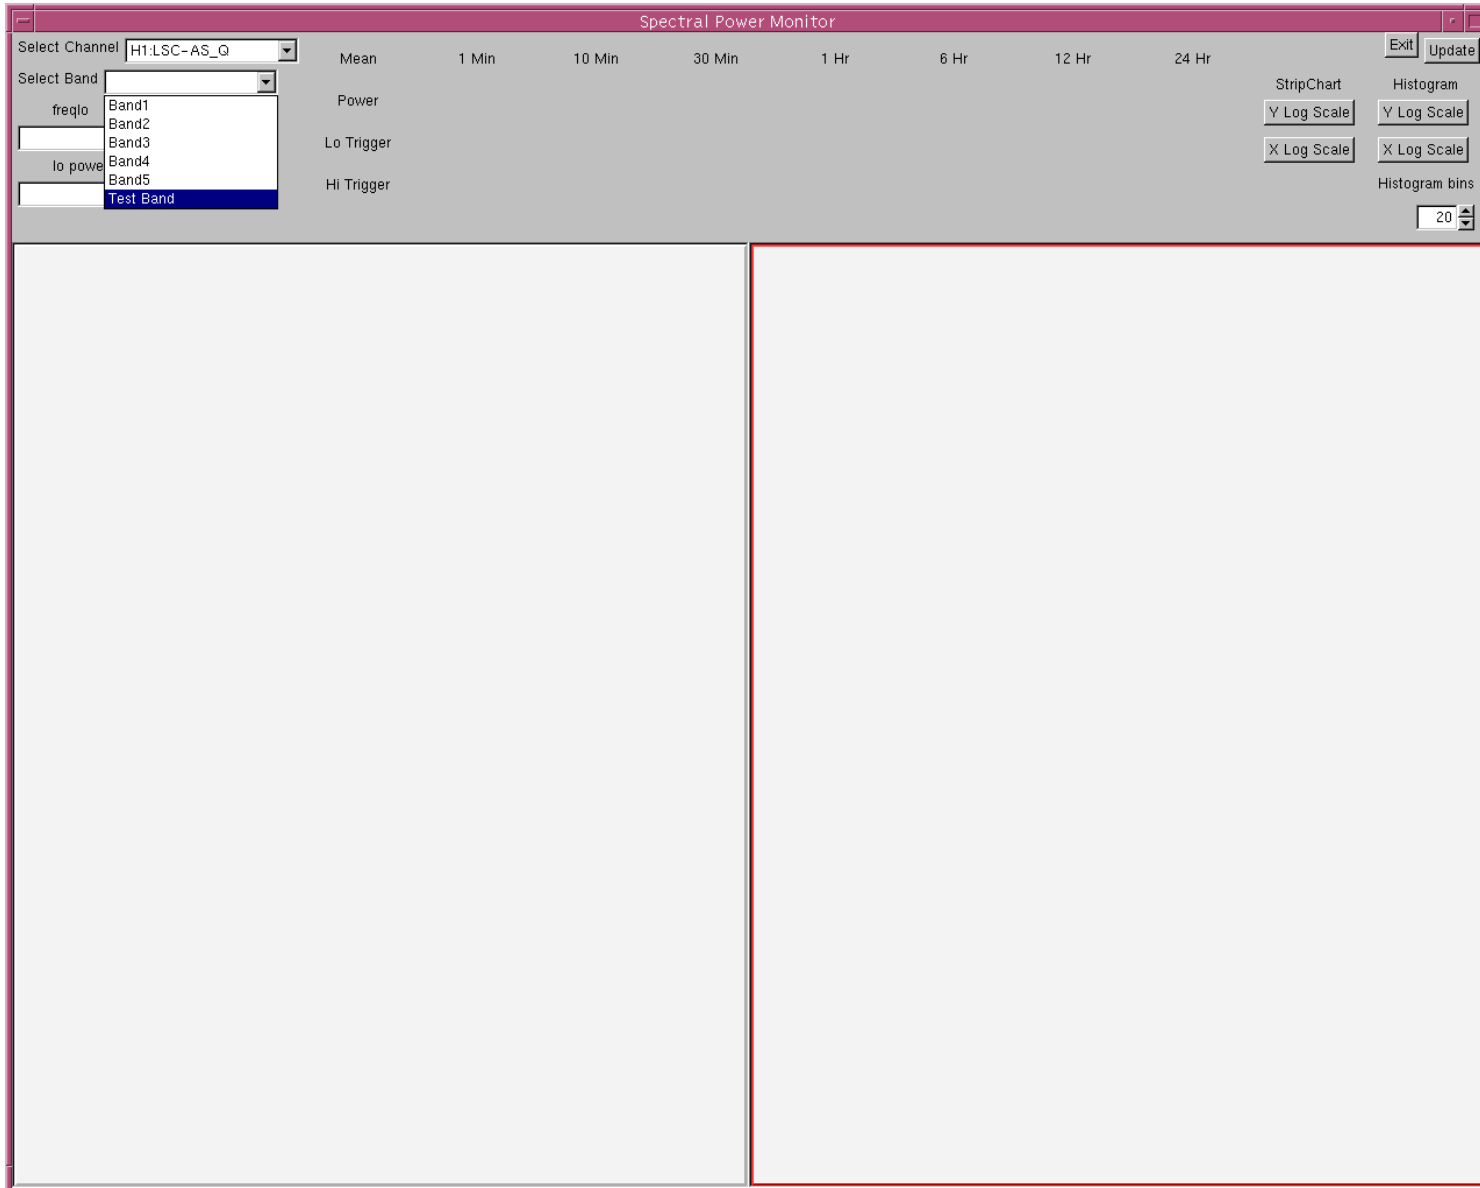 Spectral Power Monitor
Select Channel H1:LSC-AS_Q
Mean 1 Min 10 Min 30 Min 1 Hr 6 Hr 12 Hr 24 Hr
Exit Update
Select Band
StripChart Histogram
freqlo
Band1
Band2
Band3
Band4
Band5
Test Band
lo powe
Power
Lo Trigger
Hi Trigger
Y Log Scale Y Log Scale
X Log Scale X Log Scale
Histogram bins
20